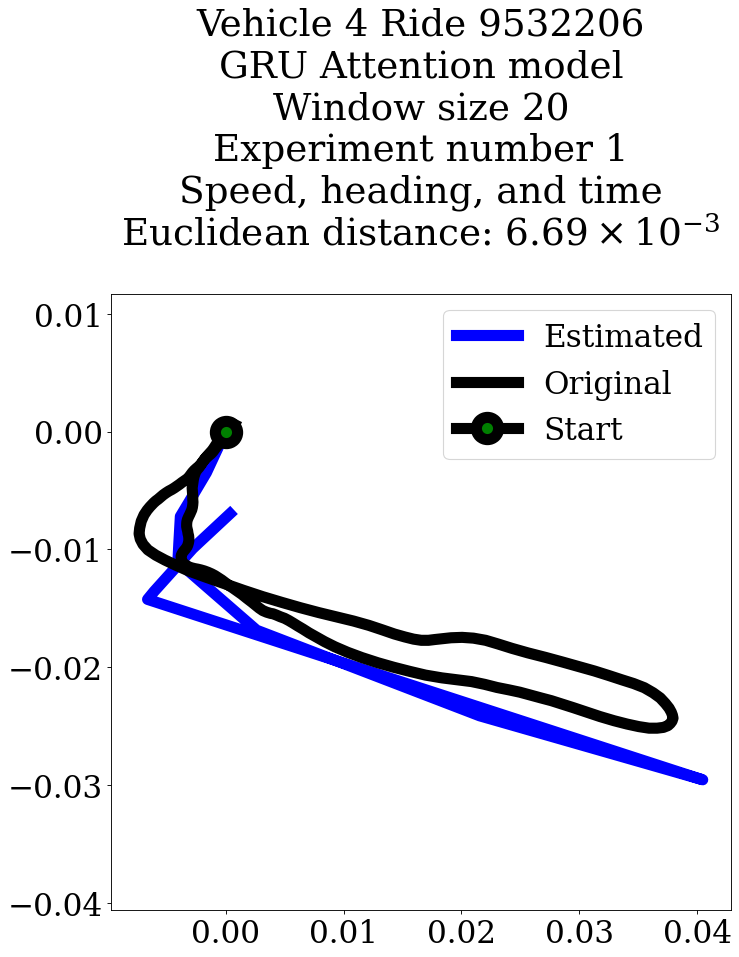 Vehicle 4 Ride 9532206
GRU Attention model
Window size 20
Experiment number 1
Speed, heading, and time
Euclidean distance: 6.69 × 10⁻³
Estimated
Original
Start
0.01
0.00
−0.01
−0.02
−0.03
−0.04
0.00 0.01 0.02 0.03 0.04